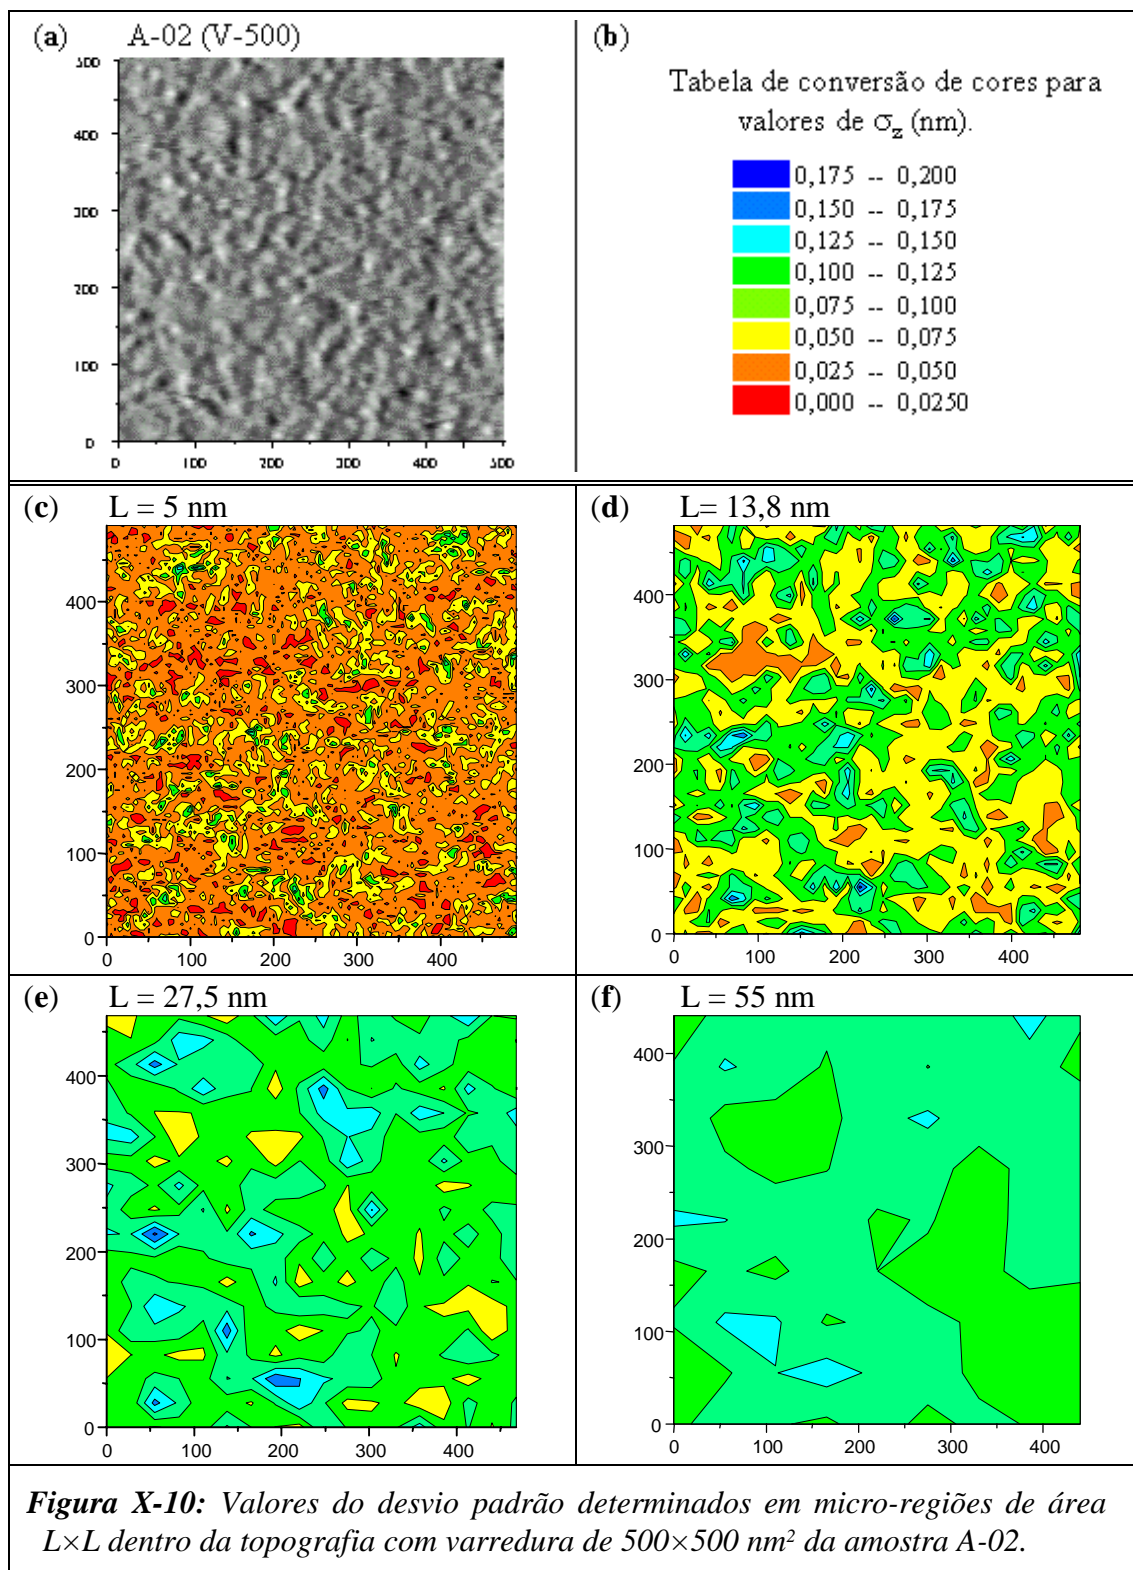 (a) A-02 (V-500)
500
400
300
200
100
0
0 100 200 300 400 500
(b)
Tabela de conversão de cores para
valores de σz (nm).
0,175 -- 0,200
0,150 -- 0,175
0,125 -- 0,150
0,100 -- 0,125
0,075 -- 0,100
0,050 -- 0,075
0,025 -- 0,050
0,000 -- 0,0250
(c) L = 5 nm
400
300
200
100
0
0 100 200 300 400
(d) L= 13,8 nm
400
300
200
100
0
0 100 200 300 400
(e) L = 27,5 nm
400
300
200
100
0
0 100 200 300 400
(f) L = 55 nm
400
300
200
100
0
0 100 200 300 400
Figura X-10: Valores do desvio padrão determinados em micro-regiões de área
L×L dentro da topografia com varredura de 500×500 nm² da amostra A-02.